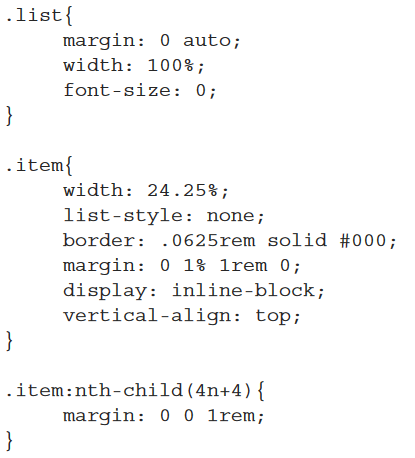 .list{
margin: 0 auto;
width: 100%;
font-size: 0;
}
.item{
width: 24.25%;
list-style: none;
border: .0625rem solid #000;
margin: 0 1% 1rem 0;
display: inline-block;
vertical-align: top;
}
.item:nth-child(4n+4){
margin: 0 0 1rem;
}